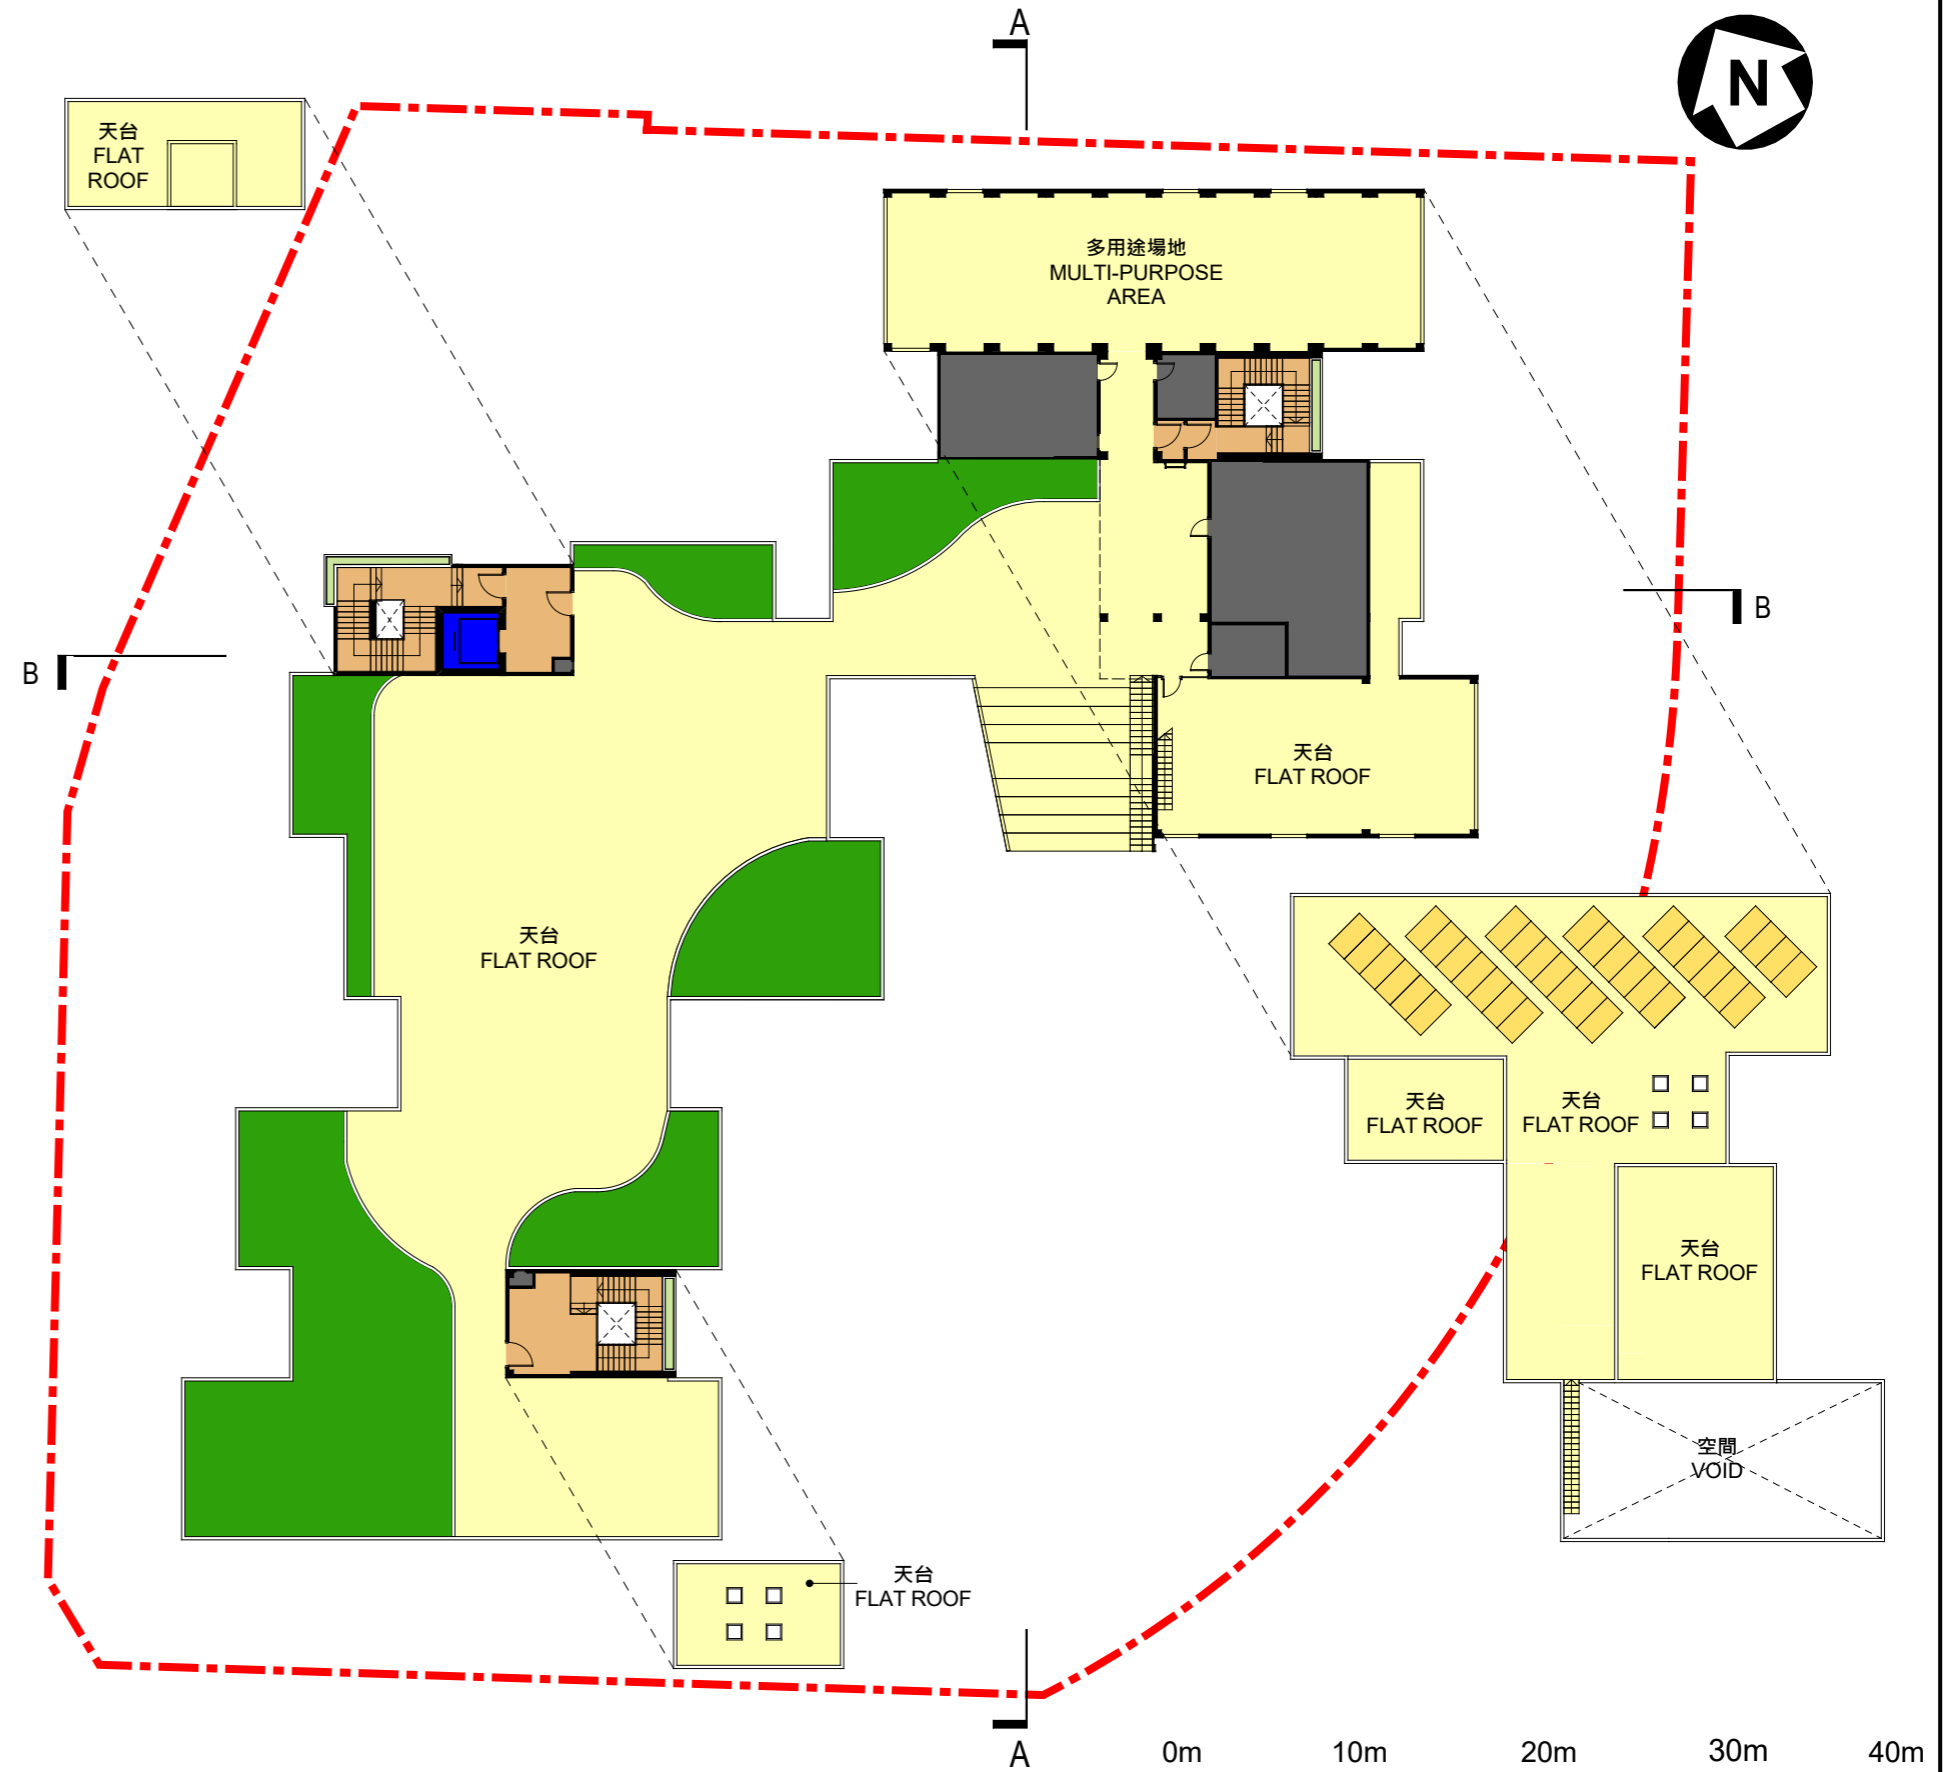 A
N
天台
FLAT
ROOF
多用途場地
MULTI-PURPOSE
AREA
B
B
天台
FLAT ROOF
天台
FLAT ROOF
天台
FLAT ROOF
天台
FLAT ROOF
天台
FLAT ROOF
空間
VOID
天台
FLAT ROOF
A
0m 10m 20m 30m 40m